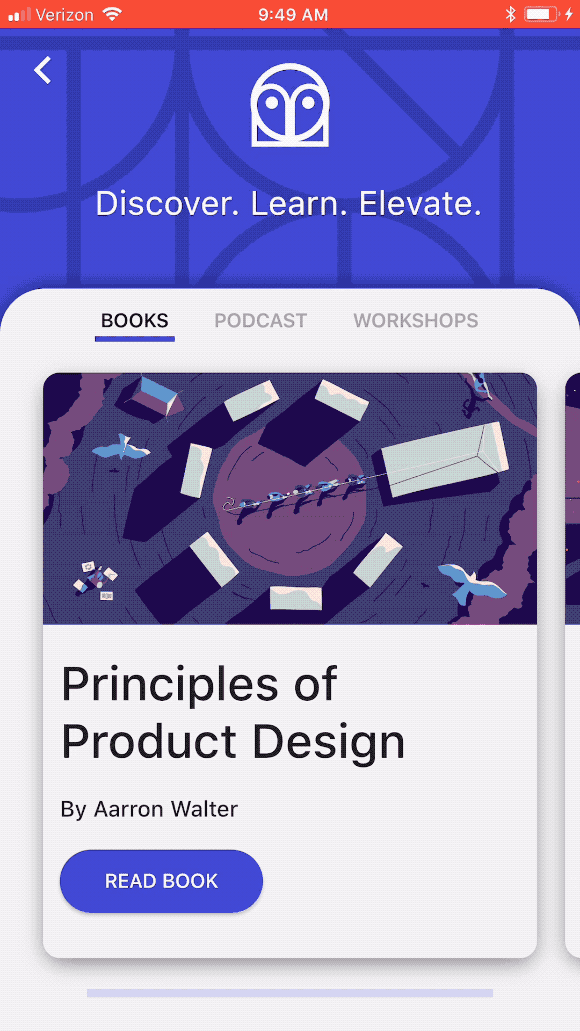 Verizon 9:49 AM
Discover. Learn. Elevate.
BOOKS PODCAST WORKSHOPS
Principles of
Product Design
By Aarron Walter
READ BOOK